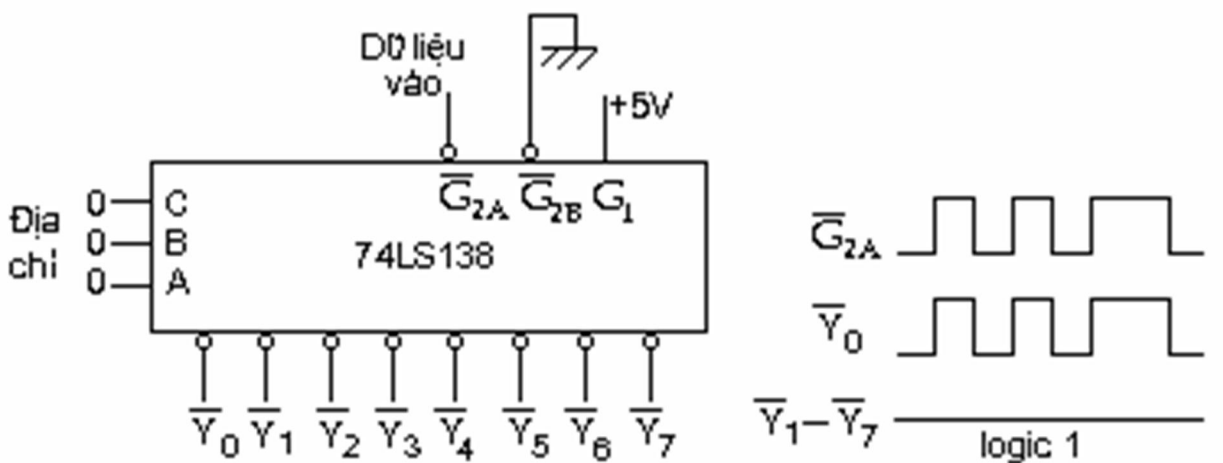 Dữ liệu
vào
+5V
G̅2A G̅2B G1
Địa
chỉ
0 C
0 B
0 A
74LS138
Y̅0 Y̅1 Y̅2 Y̅3 Y̅4 Y̅5 Y̅6 Y̅7
G̅2A
Y̅0
Y̅1–Y̅7
logic 1